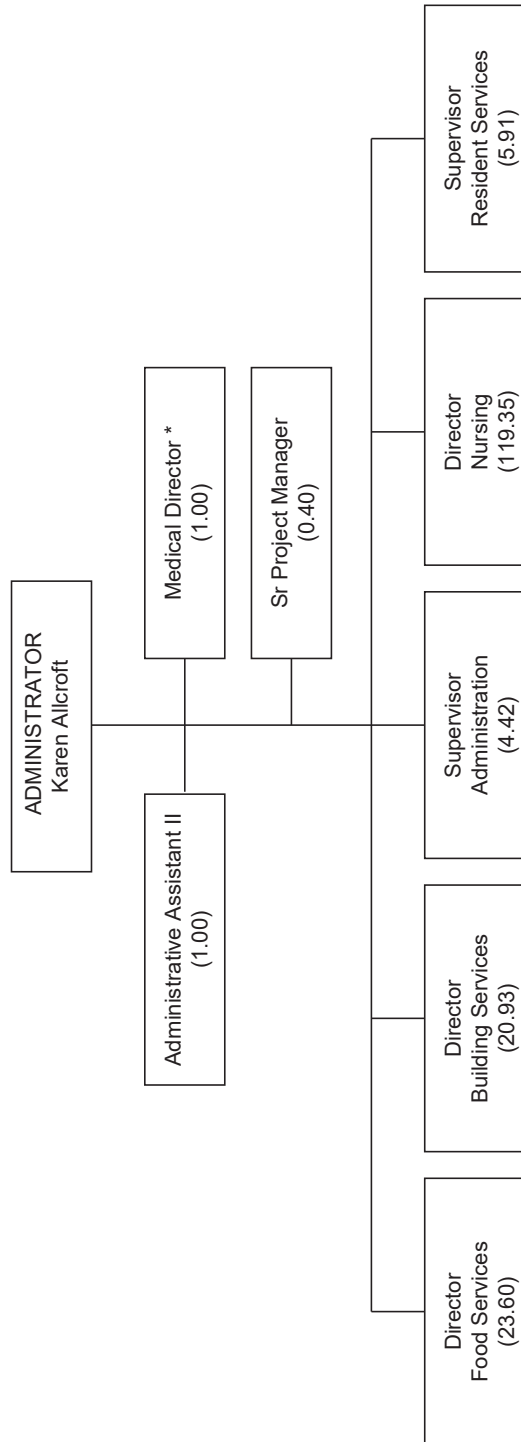 ADMINISTRATOR
Karen Allcroft
Administrative Assistant II
(1.00)
Medical Director *
(1.00)
Sr Project Manager
(0.40)
Director
Food Services
(23.60)
Director
Building Services
(20.93)
Supervisor
Administration
(4.42)
Director
Nursing
(119.35)
Supervisor
Resident Services
(5.91)